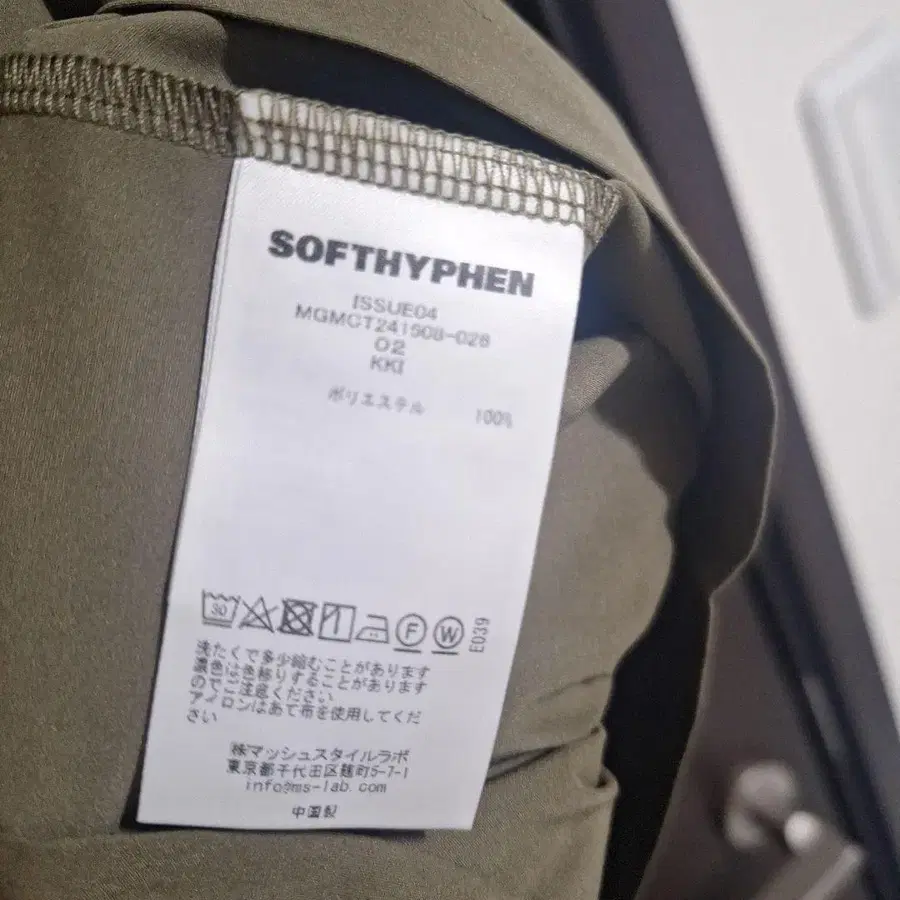 SOFTHYPHEN
ISSUE04
MGMCT241508-028
02
KKI
ポリエステル 100%
30 F W E039
洗たくで多少縮むことがあります
濃色は色移りすることがあります
のでご注意ください
アイロンはあて布を使用してくだ
さい
㈱マッシュスタイルラボ
東京都千代田区麹町5-7-1
info@ms-lab.com
中国製